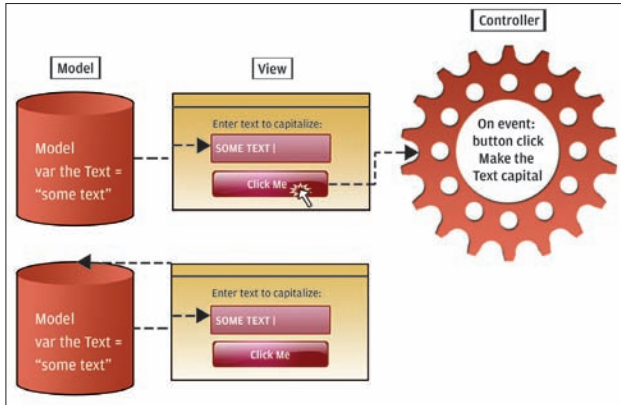 Model
View
Controller
Model
var the Text =
“some text”
Enter text to capitalize:
SOME TEXT |
Click Me
On event:
button click
Make the
Text capital
Model
var the Text =
“some text”
Enter text to capitalize:
SOME TEXT |
Click Me